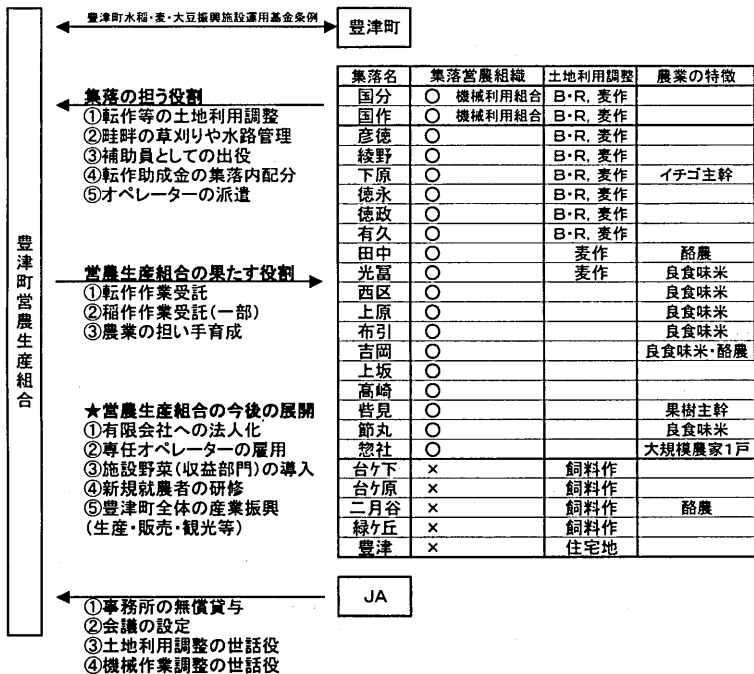 豊津町水稲・麦・大豆振興施設運用基金条例
豊津町
豊津町営農生産組合
集落の担う役割
①転作等の土地利用調整
②畦畔の草刈りや水路管理
③補助員としての出役
④転作助成金の集落内配分
⑤オペレーターの派遣
営農生産組合の果たす役割
①転作作業受託
②稲作作業受託(一部)
③農業の担い手育成
★営農生産組合の今後の展開
①有限会社への法人化
②専任オペレーターの雇用
③施設野菜(収益部門)の導入
④新規就農者の研修
⑤豊津町全体の産業振興
(生産・販売・観光等)
集落名 集落営農組織 土地利用調整 農業の特徴
国分 ○ 機械利用組合 B・R, 麦作
国作 ○ 機械利用組合 B・R, 麦作
彦徳 ○ B・R, 麦作
綾野 ○ B・R, 麦作
下原 ○ B・R, 麦作 イチゴ主幹
徳永 ○ B・R, 麦作
徳政 ○ B・R, 麦作
有久 ○ B・R, 麦作
田中 ○ 麦作 酪農
光冨 ○ 麦作 良食味米
西区 ○ 良食味米
上原 ○ 良食味米
布引 ○ 良食味米
吉岡 ○ 良食味米・酪農
上坂 ○
高崎 ○
呰見 ○ 果樹主幹
節丸 ○ 良食味米
惣社 ○ 大規模農家1戸
台ケ下 × 飼料作
台ケ原 × 飼料作
二月谷 × 飼料作 酪農
緑ケ丘 × 飼料作
豊津 × 住宅地
JA
①事務所の無償貸与
②会議の設定
③土地利用調整の世話役
④機械作業調整の世話役